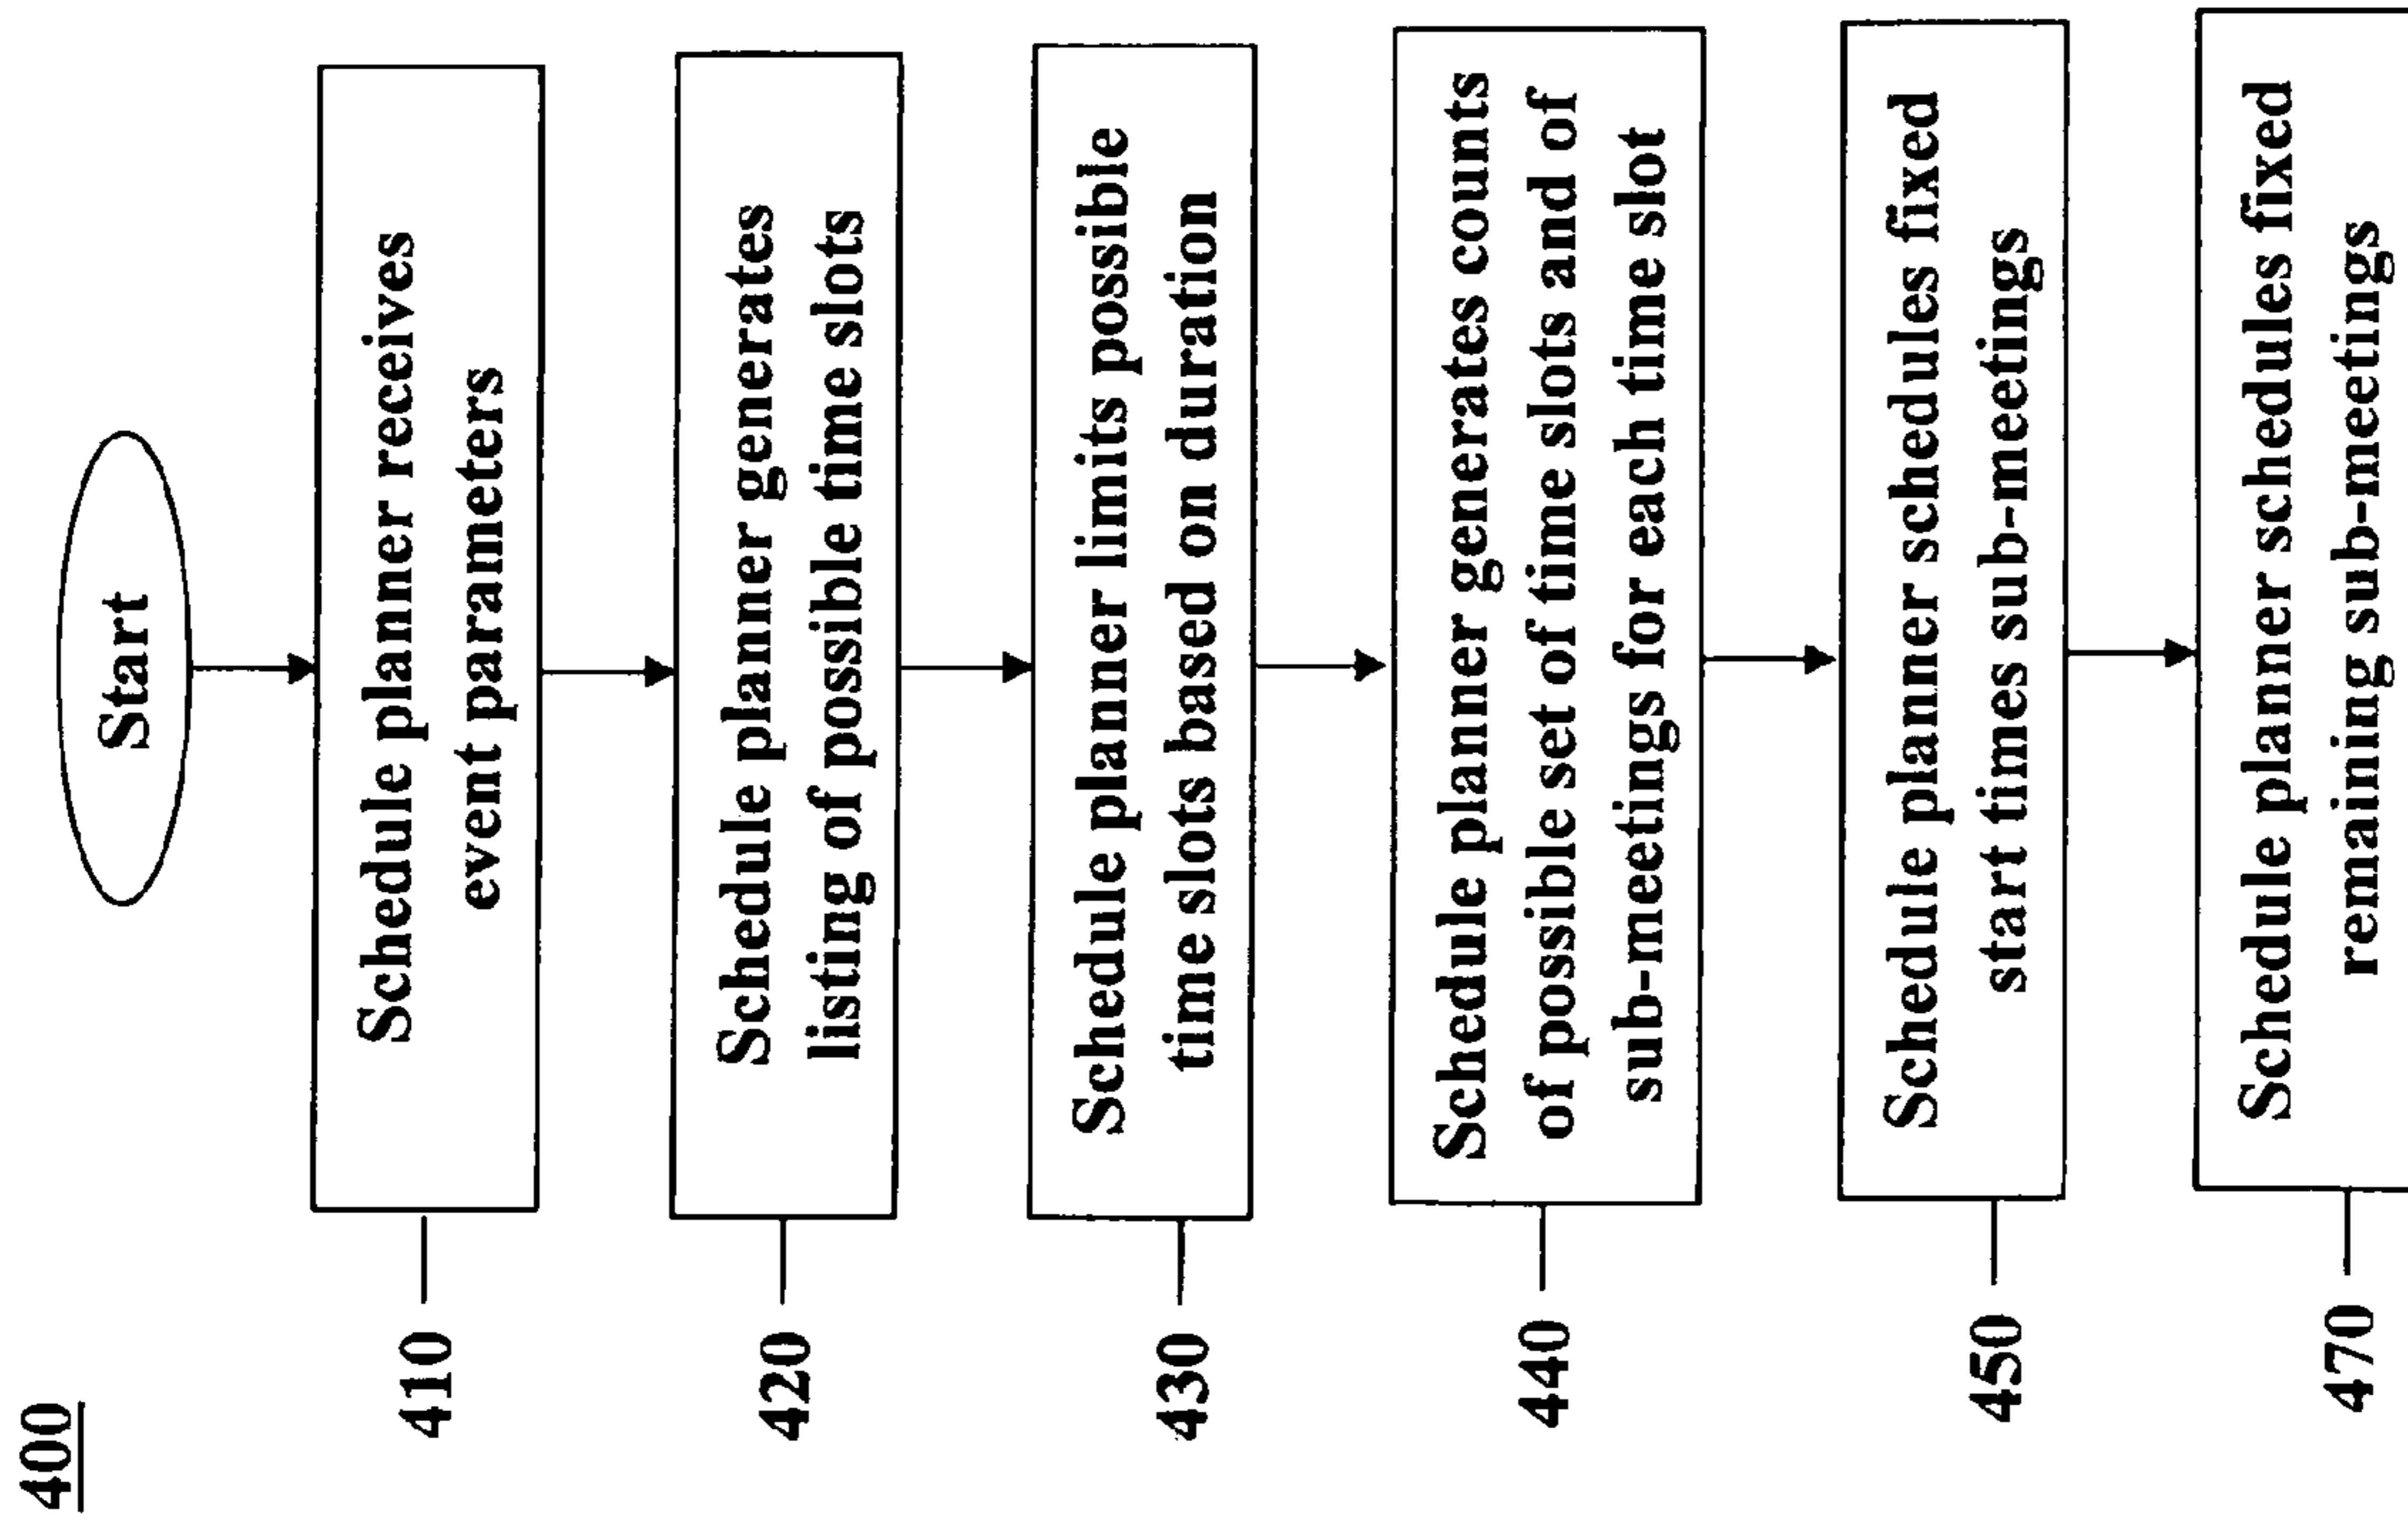 400
Start
410
Schedule planner receives
event parameters
420
Schedule planner generates
listing of possible time slots
430
Schedule planner limits possible
time slots based on duration
440
Schedule planner generates counts
of possible set of time slots and of
sub-meetings for each time slot
450
Schedule planner schedules fixed
start times sub-meetings
470
Schedule planner schedules fixed
remaining sub-meetings